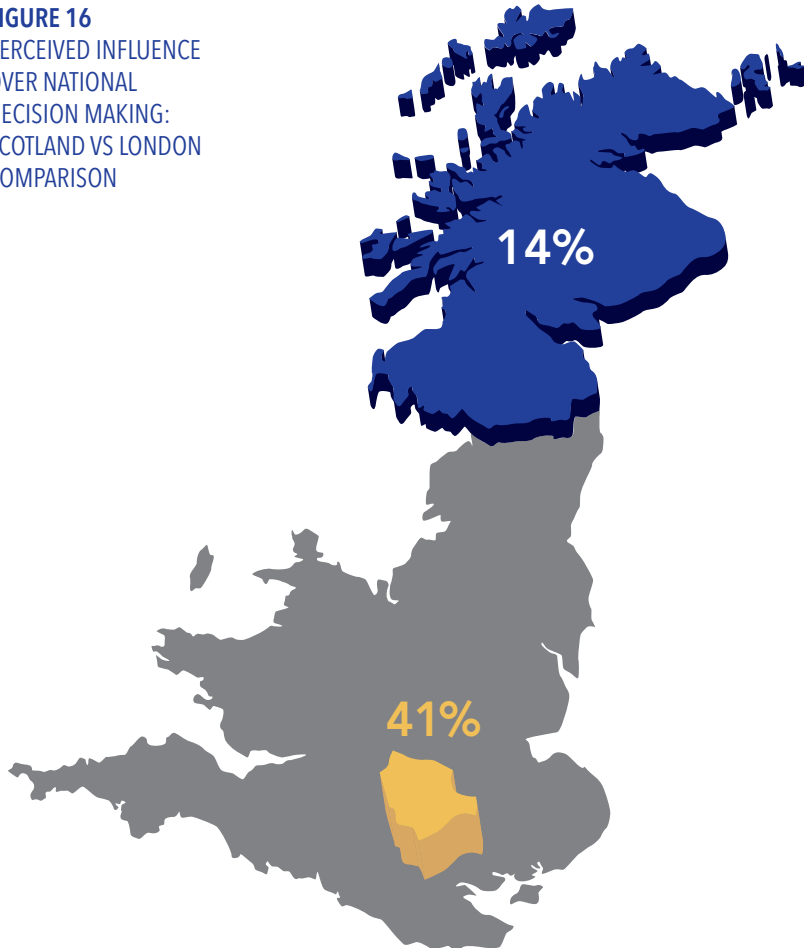 IGURE 16
ERCEIVED INFLUENCE
VER NATIONAL
ECISION MAKING:
COTLAND VS LONDON
OMPARISON
14%
41%